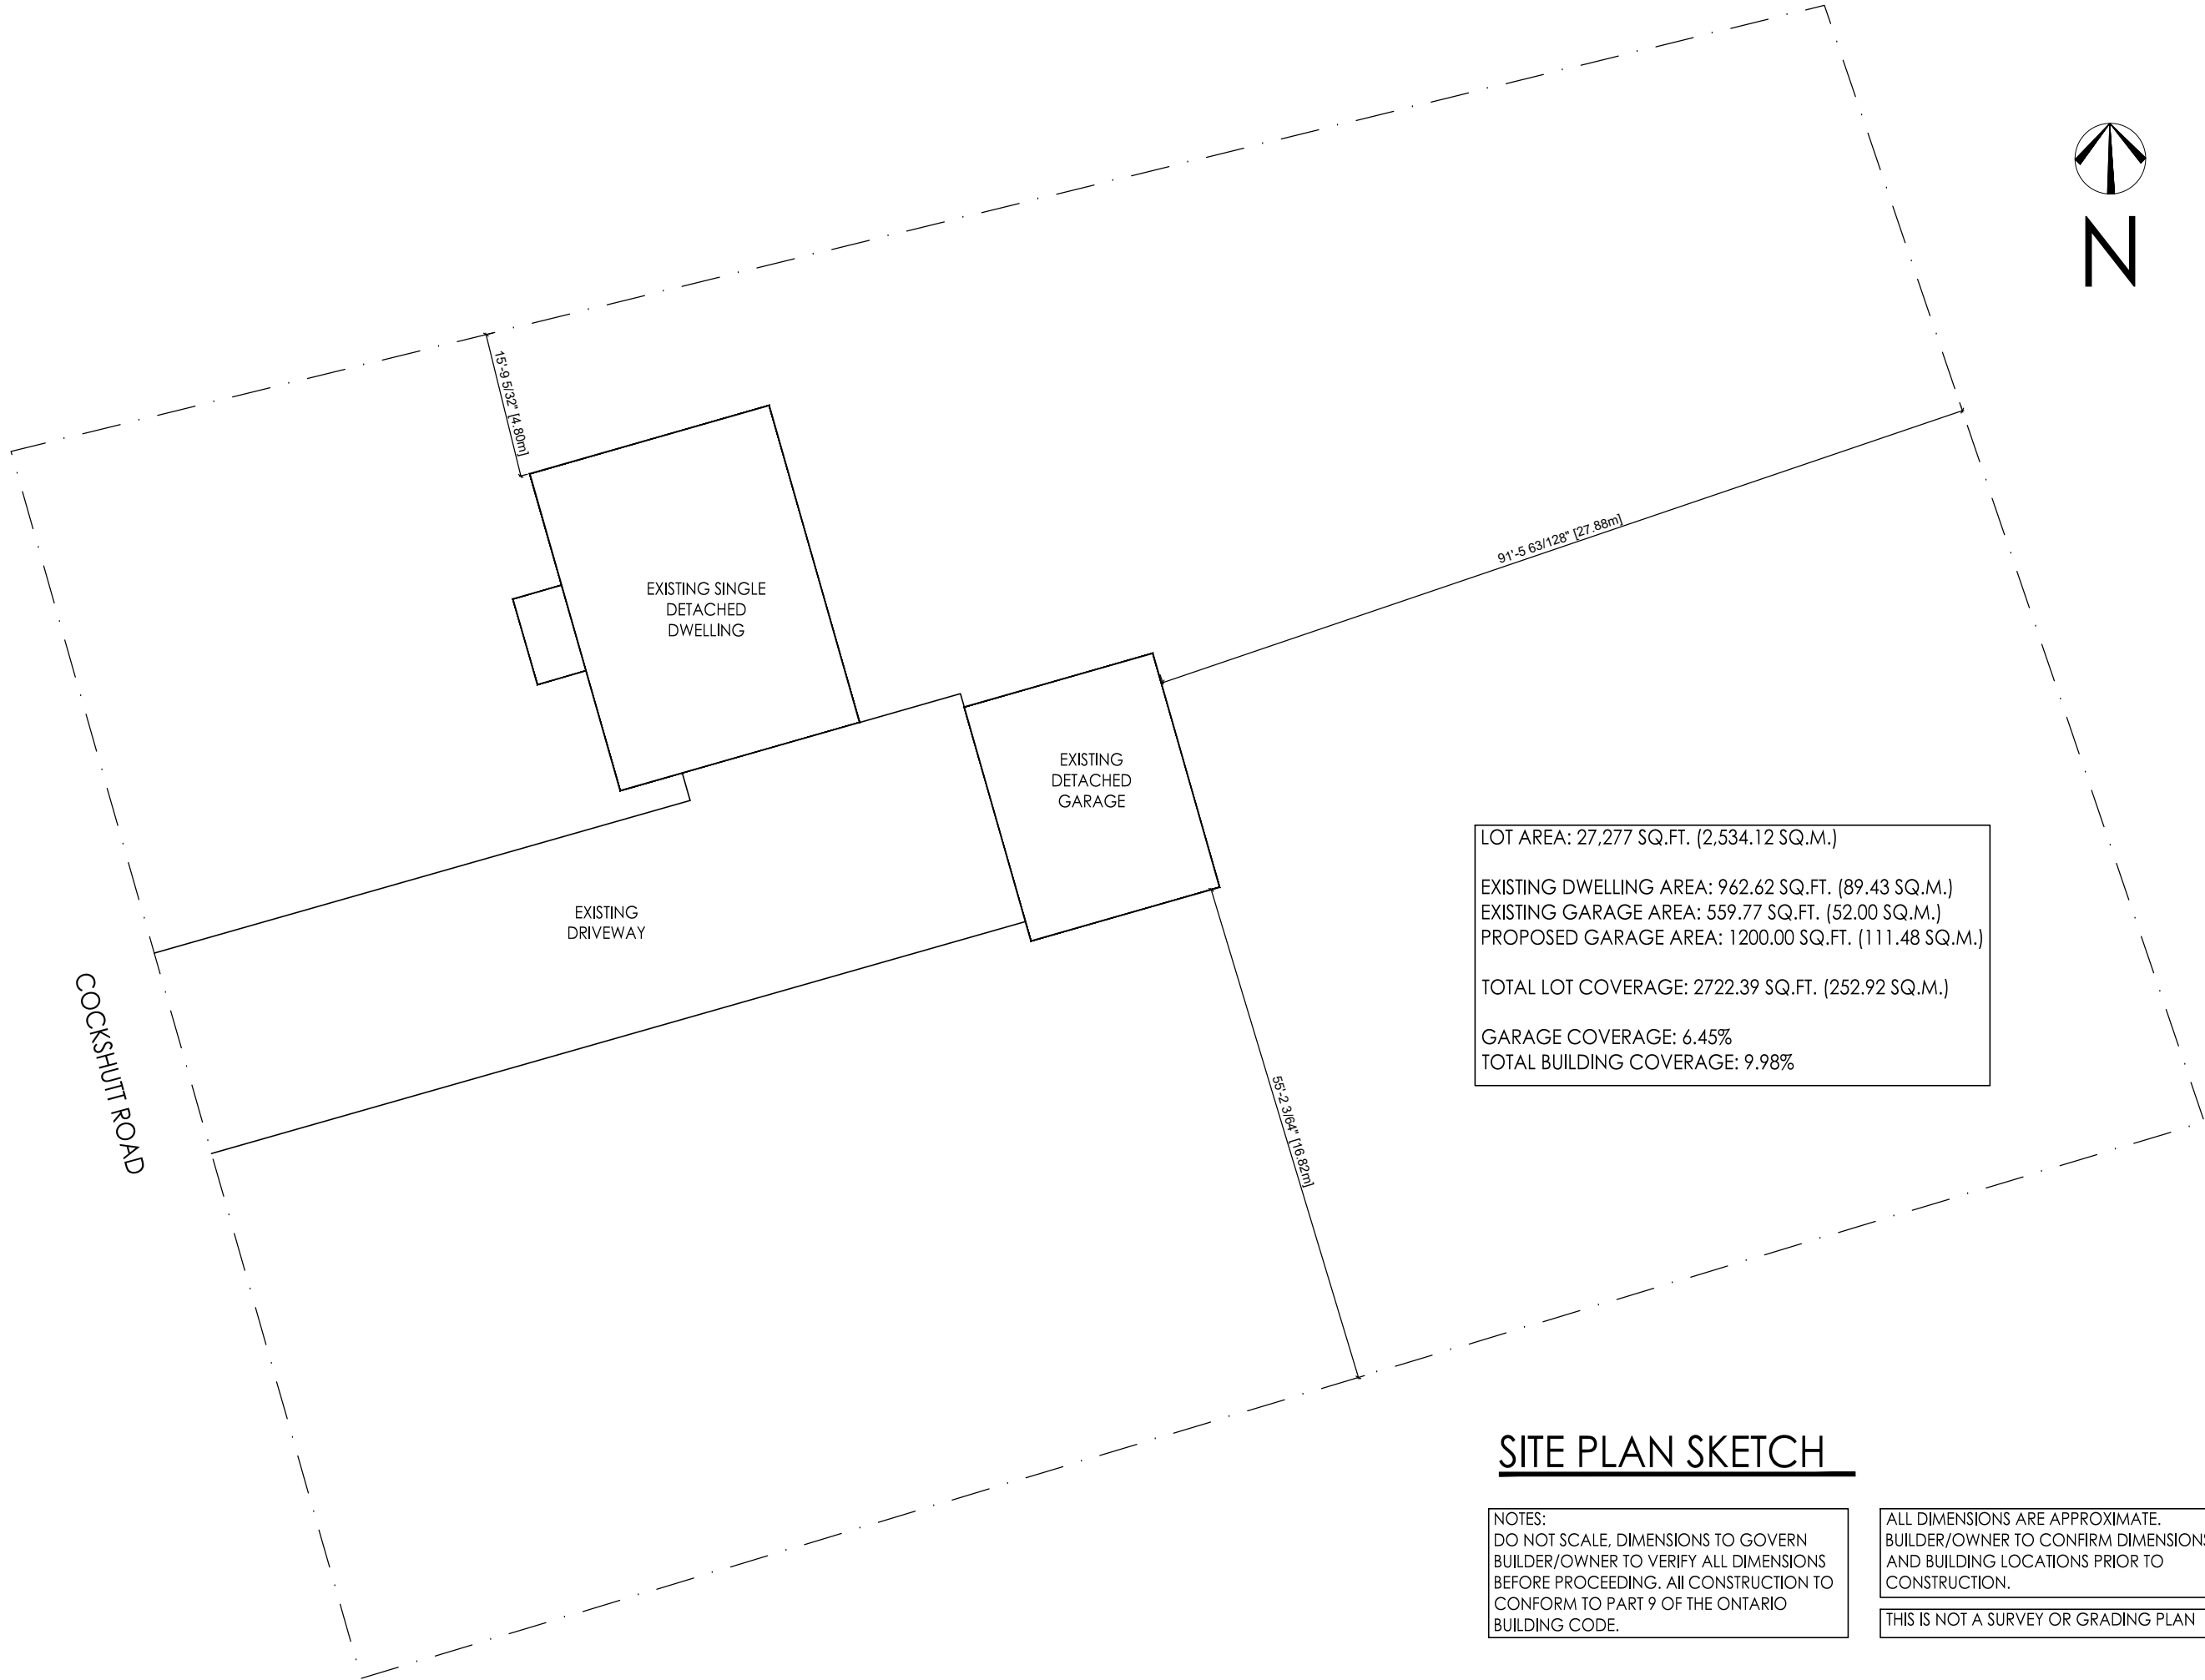 N
15'-9 5/32" [4.80m]
EXISTING SINGLE
DETACHED
DWELLING
91'-5 63/128" [27.88m]
EXISTING
DETACHED
GARAGE
EXISTING
DRIVEWAY
COCKSHUTT ROAD
55'-2 3/64" [16.82m]
LOT AREA: 27,277 SQ.FT. (2,534.12 SQ.M.)
EXISTING DWELLING AREA: 962.62 SQ.FT. (89.43 SQ.M.)
EXISTING GARAGE AREA: 559.77 SQ.FT. (52.00 SQ.M.)
PROPOSED GARAGE AREA: 1200.00 SQ.FT. (111.48 SQ.M.)
TOTAL LOT COVERAGE: 2722.39 SQ.FT. (252.92 SQ.M.)
GARAGE COVERAGE: 6.45%
TOTAL BUILDING COVERAGE: 9.98%
SITE PLAN SKETCH
NOTES:
DO NOT SCALE, DIMENSIONS TO GOVERN
BUILDER/OWNER TO VERIFY ALL DIMENSIONS
BEFORE PROCEEDING. All CONSTRUCTION TO
CONFORM TO PART 9 OF THE ONTARIO
BUILDING CODE.
ALL DIMENSIONS ARE APPROXIMATE.
BUILDER/OWNER TO CONFIRM DIMENSIONS
AND BUILDING LOCATIONS PRIOR TO
CONSTRUCTION.
THIS IS NOT A SURVEY OR GRADING PLAN